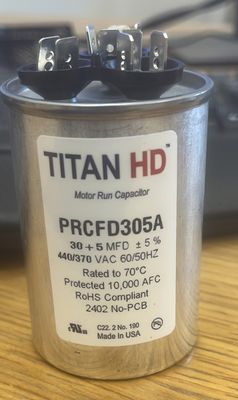 TITAN HD™
Motor Run Capacitor
PRCFD305A
30 + 5 MFD ± 5 %
440/370 VAC 60/50HZ
Rated to 70°C
Protected 10,000 AFC
RoHS Compliant
2402 No-PCB
C22. 2 No. 190
Made In USA